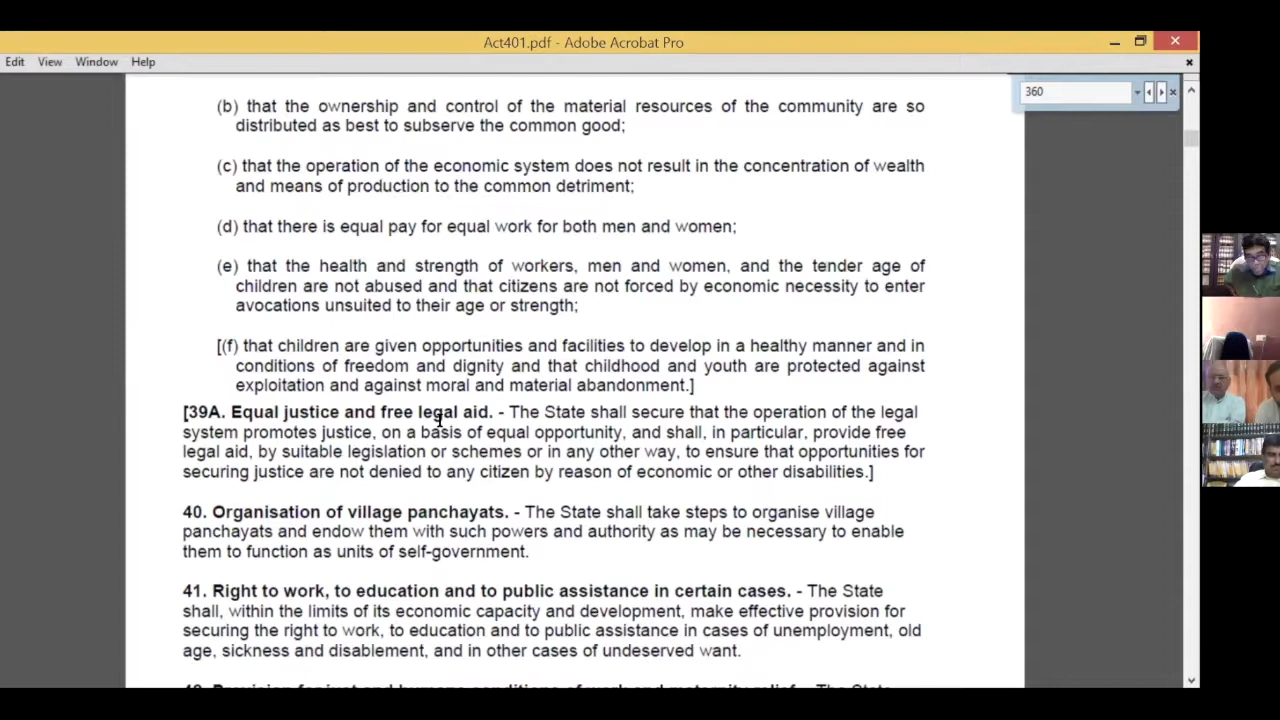 Act401.pdf - Adobe Acrobat Pro
Edit View Window Help
360
(b) that the ownership and control of the material resources of the community are so
distributed as best to subserve the common good;
(c) that the operation of the economic system does not result in the concentration of wealth
and means of production to the common detriment;
(d) that there is equal pay for equal work for both men and women;
(e) that the health and strength of workers, men and women, and the tender age of
children are not abused and that citizens are not forced by economic necessity to enter
avocations unsuited to their age or strength;
[(f) that children are given opportunities and facilities to develop in a healthy manner and in
conditions of freedom and dignity and that childhood and youth are protected against
exploitation and against moral and material abandonment.]
[39A. Equal justice and free legal aid. - The State shall secure that the operation of the legal
system promotes justice, on a basis of equal opportunity, and shall, in particular, provide free
legal aid, by suitable legislation or schemes or in any other way, to ensure that opportunities for
securing justice are not denied to any citizen by reason of economic or other disabilities.]
40. Organisation of village panchayats. - The State shall take steps to organise village
panchayats and endow them with such powers and authority as may be necessary to enable
them to function as units of self-government.
41. Right to work, to education and to public assistance in certain cases. - The State
shall, within the limits of its economic capacity and development, make effective provision for
securing the right to work, to education and to public assistance in cases of unemployment, old
age, sickness and disablement, and in other cases of undeserved want.
Provision for just and humane conditions of work and maternity relief. - The State